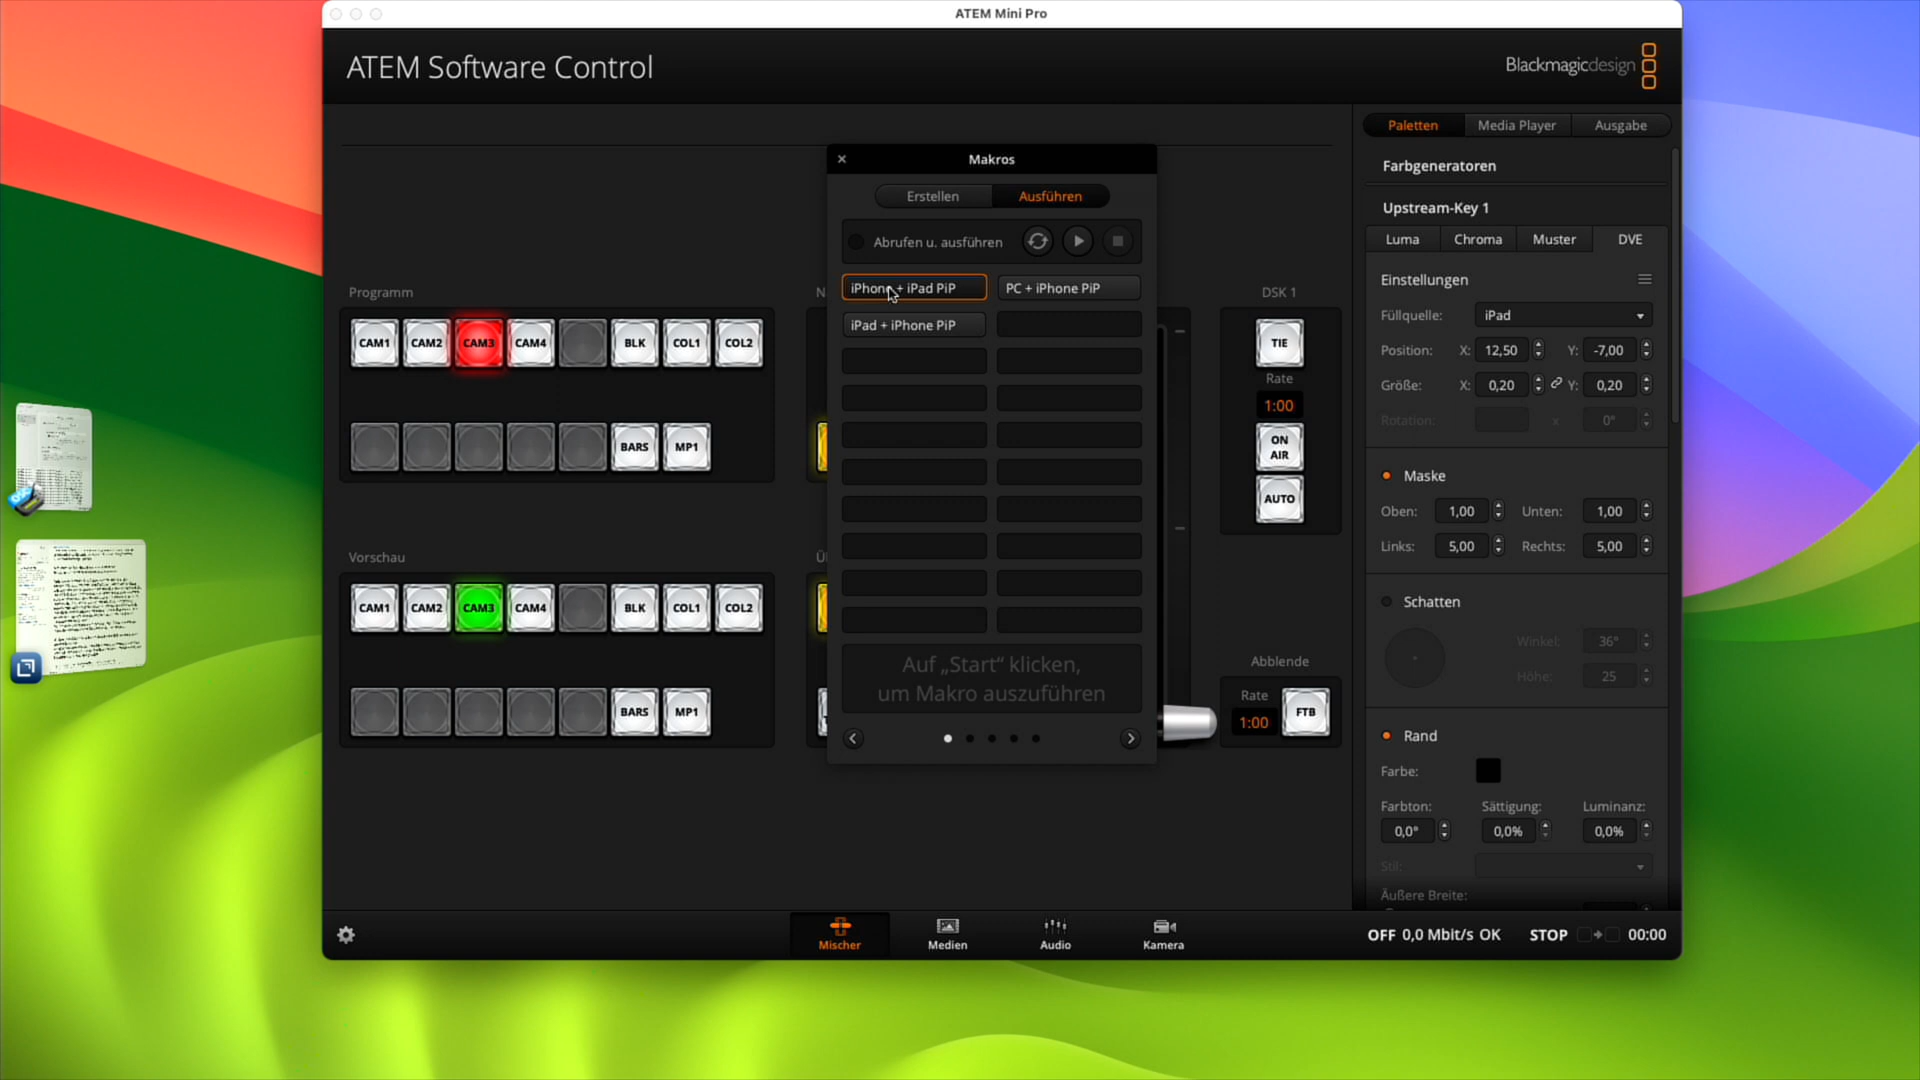 ATEM Mini Pro
ATEM Software Control
Blackmagicdesign
Paletten
Media Player
Ausgabe
Farbgeneratoren
Upstream-Key 1
Luma
Chroma
Muster
DVE
Einstellungen
Füllquelle: iPad
Position: X: 12,50 Y: -7,00
Größe: X: 0,20 Y: 0,20
Rotation: x 0°
Maske
Oben: 1,00 Unten: 1,00
Links: 5,00 Rechts: 5,00
Schatten
Winkel: 36°
Höhe: 25
Rand
Farbe:
Farbton: Sättigung: Luminanz:
0,0° 0,0% 0,0%
Stil:
Äußere Breite:
Makros
Erstellen
Ausführen
Abrufen u. ausführen
iPhone + iPad PiP
PC + iPhone PiP
iPad + iPhone PiP
Auf „Start“ klicken,
um Makro auszuführen
Programm
CAM1 CAM2 CAM3 CAM4 BLK COL1 COL2
BARS MP1
Vorschau
CAM1 CAM2 CAM3 CAM4 BLK COL1 COL2
BARS MP1
N
Ü
DSK 1
TIE
Rate
1:00
ON
AIR
AUTO
Abblende
Rate
1:00
FTB
Mischer
Medien
Audio
Kamera
OFF 0,0 Mbit/s OK
STOP
00:00